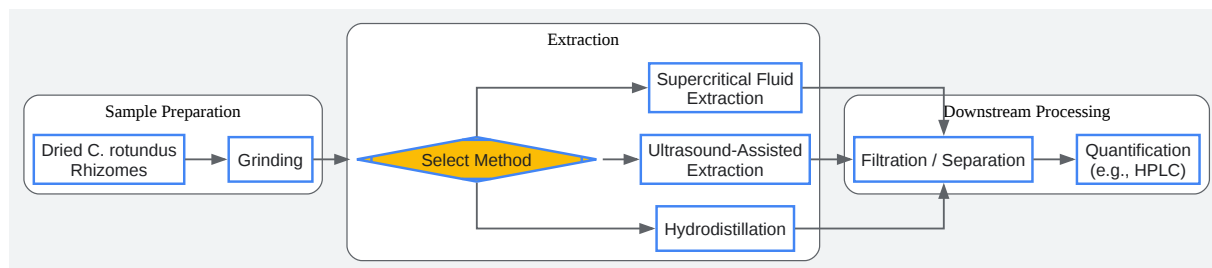 Sample Preparation
Dried C. rotundus
Rhizomes
Grinding
Extraction
Select Method
Supercritical Fluid
Extraction
Ultrasound-Assisted
Extraction
Hydrodistillation
Downstream Processing
Filtration / Separation
Quantification
(e.g., HPLC)